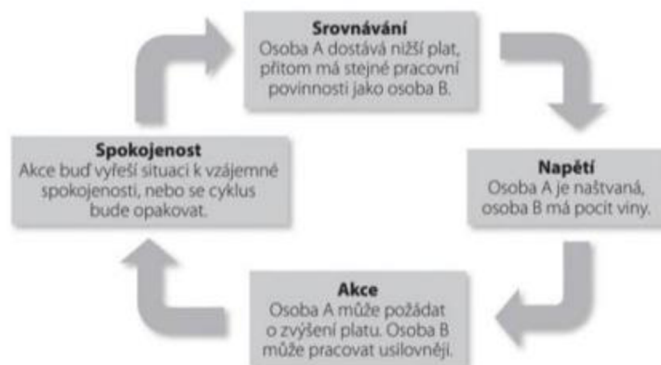 Srovnávání
Osoba A dostává nižší plat,
přitom má stejné pracovní
povinnosti jako osoba B.
Napětí
Osoba A je naštvaná,
osoba B má pocit viny.
Akce
Osoba A může požádat
o zvýšení platu. Osoba B
může pracovat usilovněji.
Spokojenost
Akce buď vyřeší situaci k vzájemné
spokojenosti, nebo se cyklus
bude opakovat.